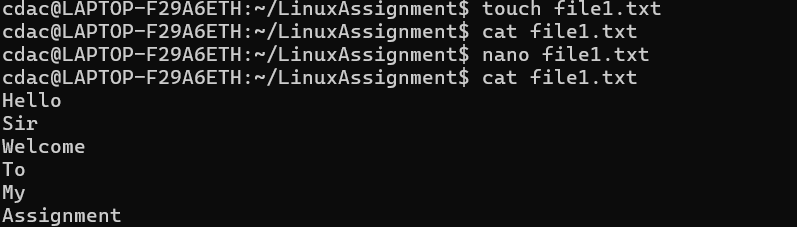 cdac@LAPTOP-F29A6ETH:~/LinuxAssignment$ touch file1.txt
cdac@LAPTOP-F29A6ETH:~/LinuxAssignment$ cat file1.txt
cdac@LAPTOP-F29A6ETH:~/LinuxAssignment$ nano file1.txt
cdac@LAPTOP-F29A6ETH:~/LinuxAssignment$ cat file1.txt
Hello
Sir
Welcome
To
My
Assignment